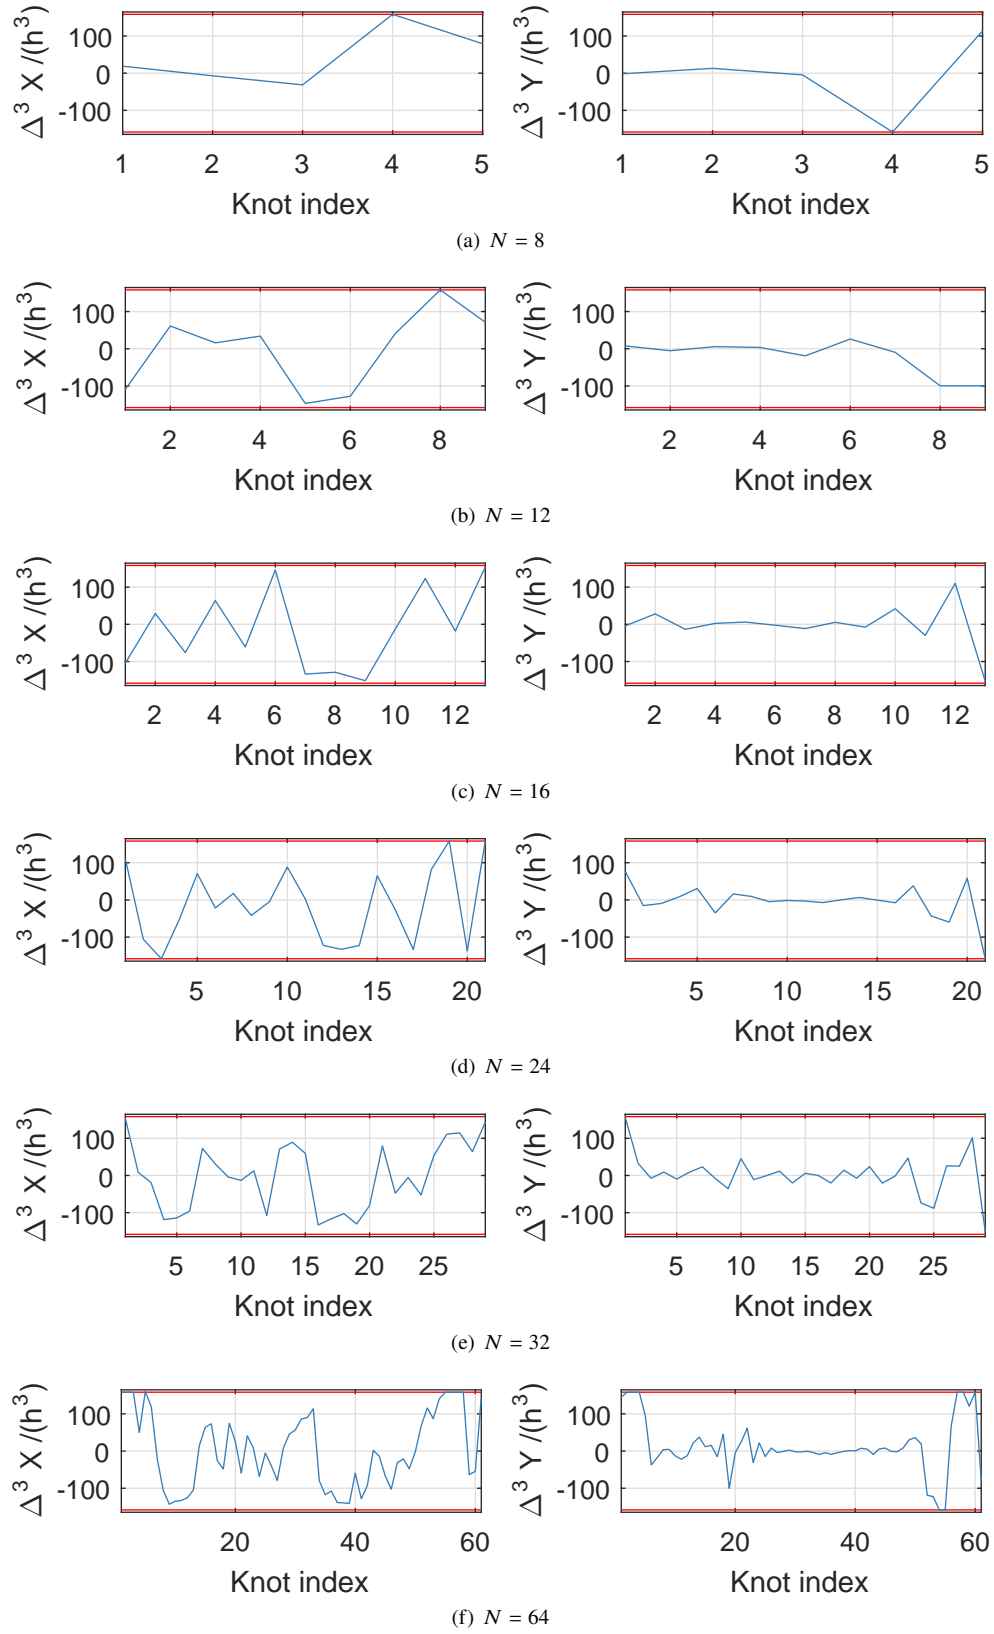 Δ³ X /(h³)
100
0
-100
1 2 3 4 5
Knot index
Δ³ Y /(h³)
100
0
-100
1 2 3 4 5
Knot index
(a) N = 8
Δ³ X /(h³)
100
0
-100
2 4 6 8
Knot index
Δ³ Y /(h³)
100
0
-100
2 4 6 8
Knot index
(b) N = 12
Δ³ X /(h³)
100
0
-100
2 4 6 8 10 12
Knot index
Δ³ Y /(h³)
100
0
-100
2 4 6 8 10 12
Knot index
(c) N = 16
Δ³ X /(h³)
100
0
-100
5 10 15 20
Knot index
Δ³ Y /(h³)
100
0
-100
5 10 15 20
Knot index
(d) N = 24
Δ³ X /(h³)
100
0
-100
5 10 15 20 25
Knot index
Δ³ Y /(h³)
100
0
-100
5 10 15 20 25
Knot index
(e) N = 32
Δ³ X /(h³)
100
0
-100
20 40 60
Knot index
Δ³ Y /(h³)
100
0
-100
20 40 60
Knot index
(f) N = 64